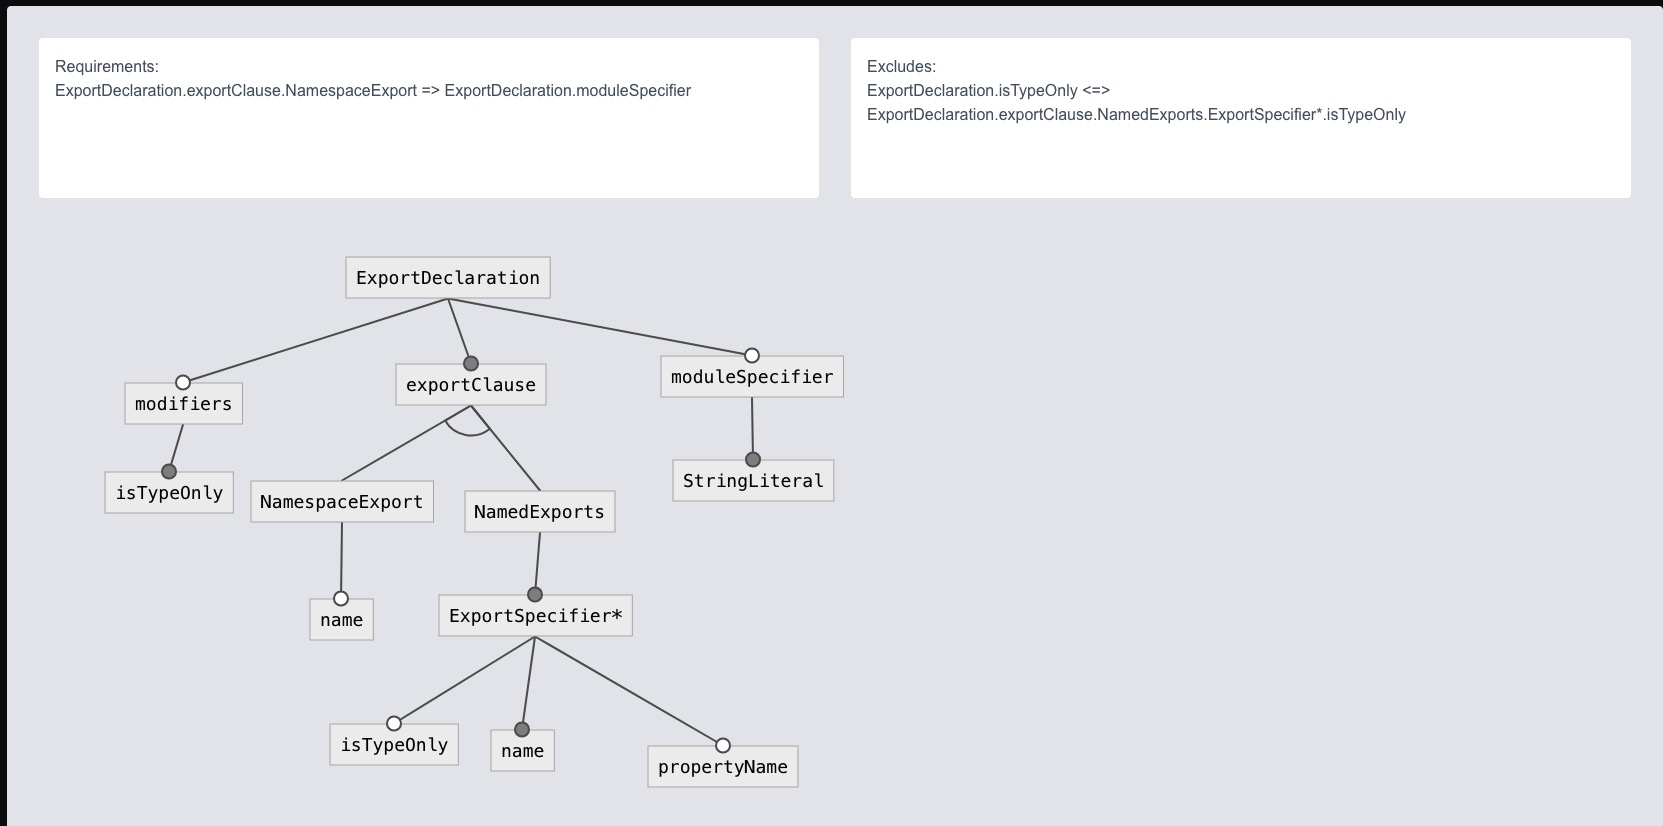 Requirements:
ExportDeclaration.exportClause.NamespaceExport => ExportDeclaration.moduleSpecifier
Excludes:
ExportDeclaration.isTypeOnly <=>
ExportDeclaration.exportClause.NamedExports.ExportSpecifier*.isTypeOnly
ExportDeclaration
modifiers
exportClause
moduleSpecifier
isTypeOnly
NamespaceExport
NamedExports
StringLiteral
name
ExportSpecifier*
isTypeOnly
name
propertyName